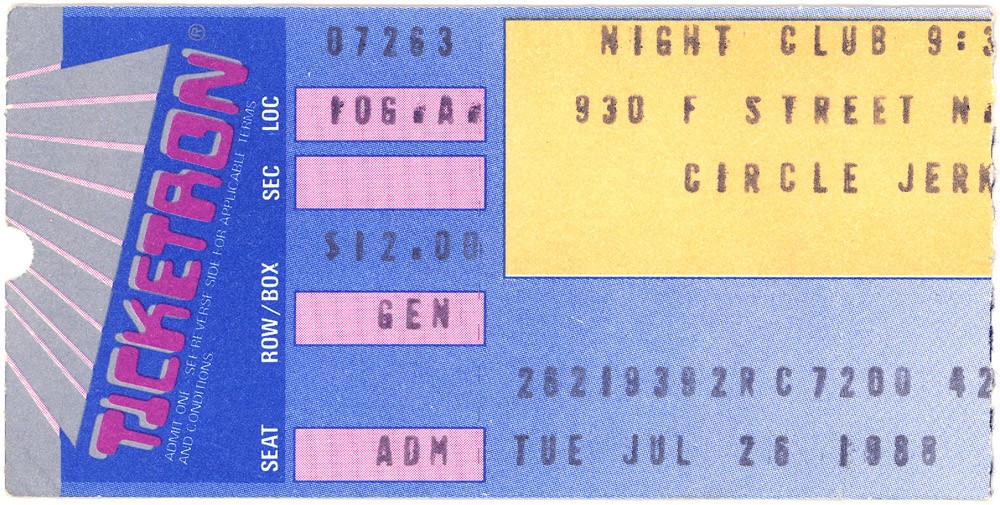 TICKETRON®
ADMIT ONE - SEE REVERSE SIDE FOR APPLICABLE TERMS
AND CONDITIONS.
LOC
SEC
ROW/BOX
SEAT
07263
$12.00
GEN
ADM
NIGHT CLUB 9:3
930 F STREET N
CIRCLE JERK
26219392RC7200 42
TUE JUL 26 1988